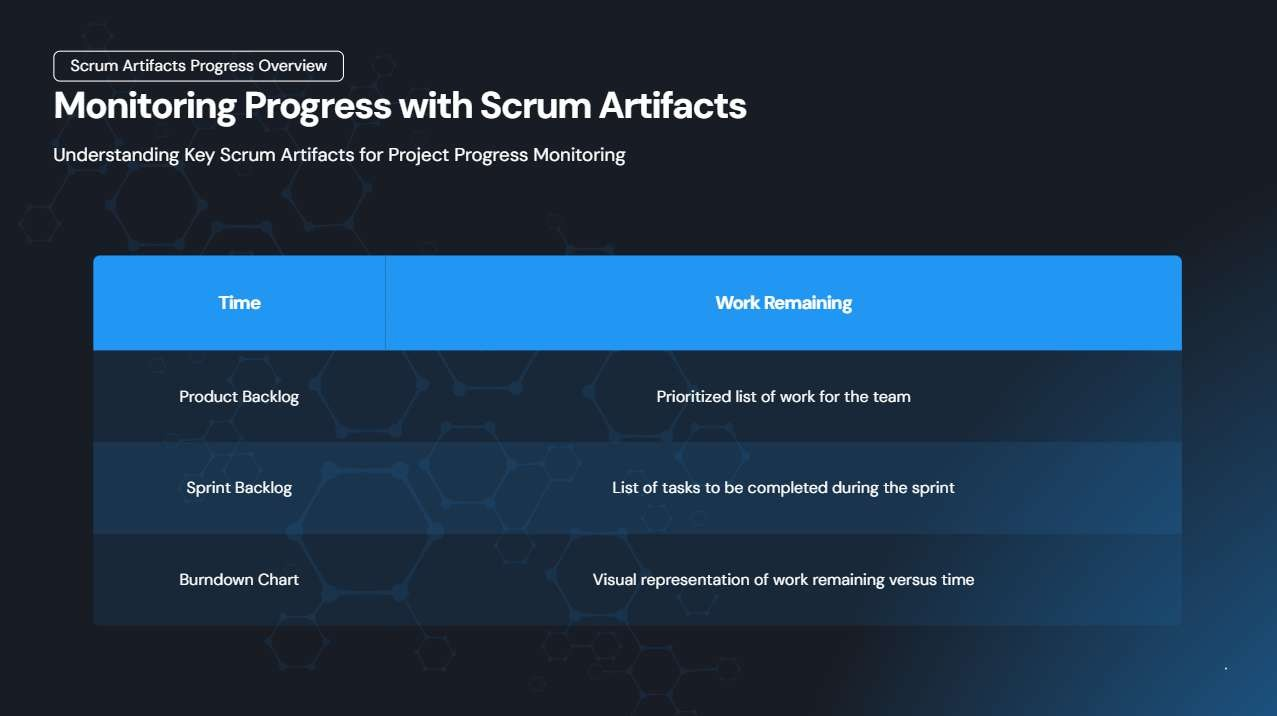 Scrum Artifacts Progress Overview
Monitoring Progress with Scrum Artifacts
Understanding Key Scrum Artifacts for Project Progress Monitoring
Time
Work Remaining
Product Backlog
Prioritized list of work for the team
Sprint Backlog
List of tasks to be completed during the sprint
Burndown Chart
Visual representation of work remaining versus time
.